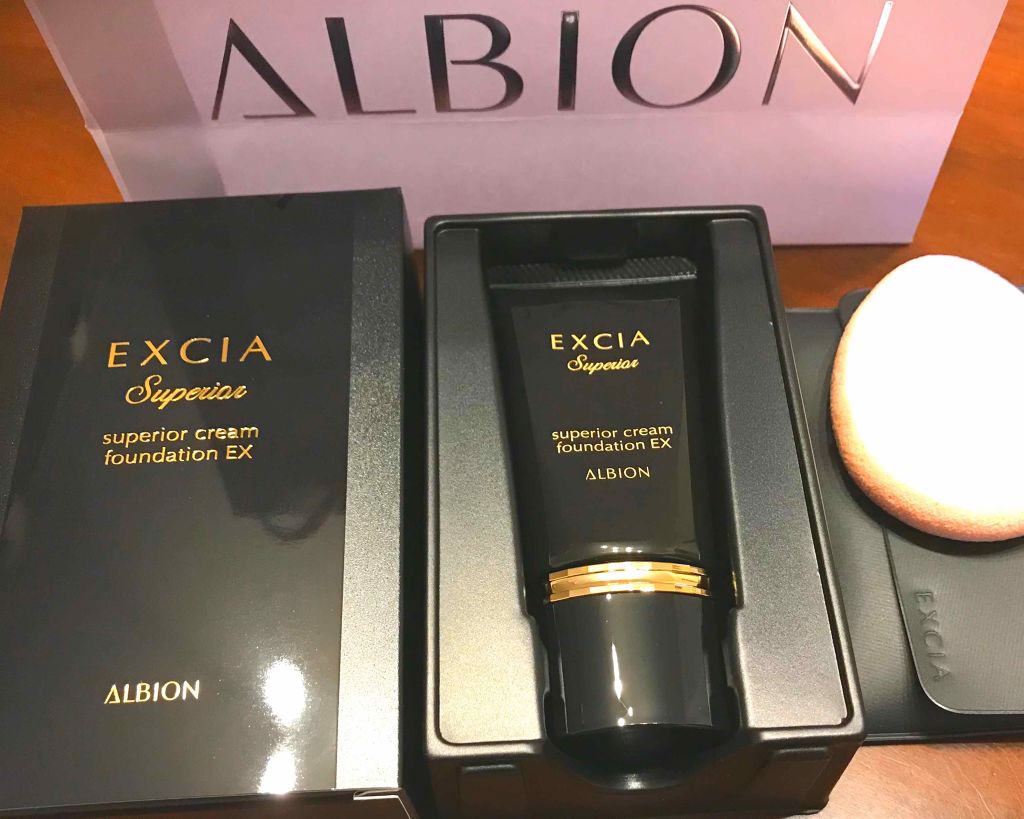 ALBION
EXCIA
Superior
superior cream
foundation EX
ALBION
EXCIA
Superior
superior cream
foundation EX
ALBION
EXCIA